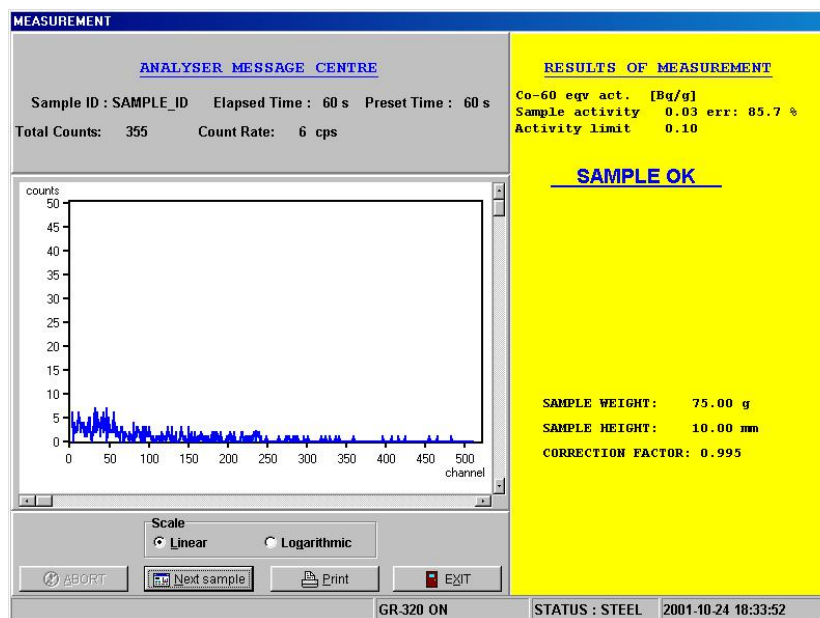 MEASUREMENT
ANALYSER MESSAGE CENTRE
Sample ID : SAMPLE_ID Elapsed Time : 60 s Preset Time : 60 s
Total Counts: 355 Count Rate: 6 cps
counts
50
45
40
35
30
25
20
15
10
5
0
0 50 100 150 200 250 300 350 400 450 500
channel
Scale
Linear Logarithmic
ABORT Next sample Print EXIT
RESULTS OF MEASUREMENT
Co-60 eqv act. [Bq/g]
Sample activity 0.03 err: 85.7 %
Activity limit 0.10
SAMPLE OK
SAMPLE WEIGHT: 75.00 g
SAMPLE HEIGHT: 10.00 mm
CORRECTION FACTOR: 0.995
GR-320 ON STATUS : STEEL 2001-10-24 18:33:52